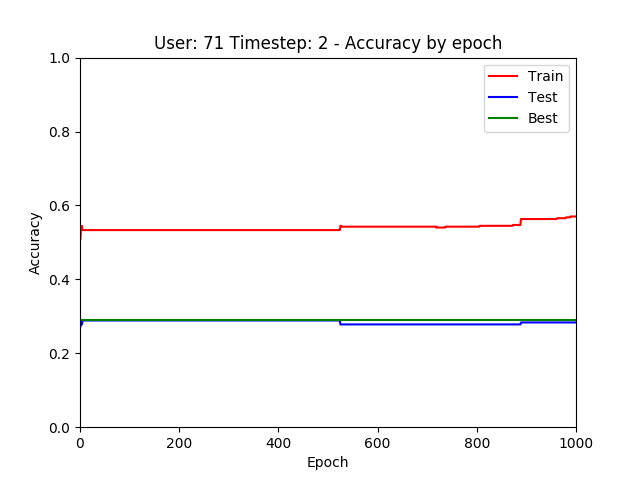 User: 71 Timestep: 2 - Accuracy by epoch
1.0
0.8
0.6
0.4
0.2
0.0
Accuracy
Train
Test
Best
0 200 400 600 800 1000
Epoch